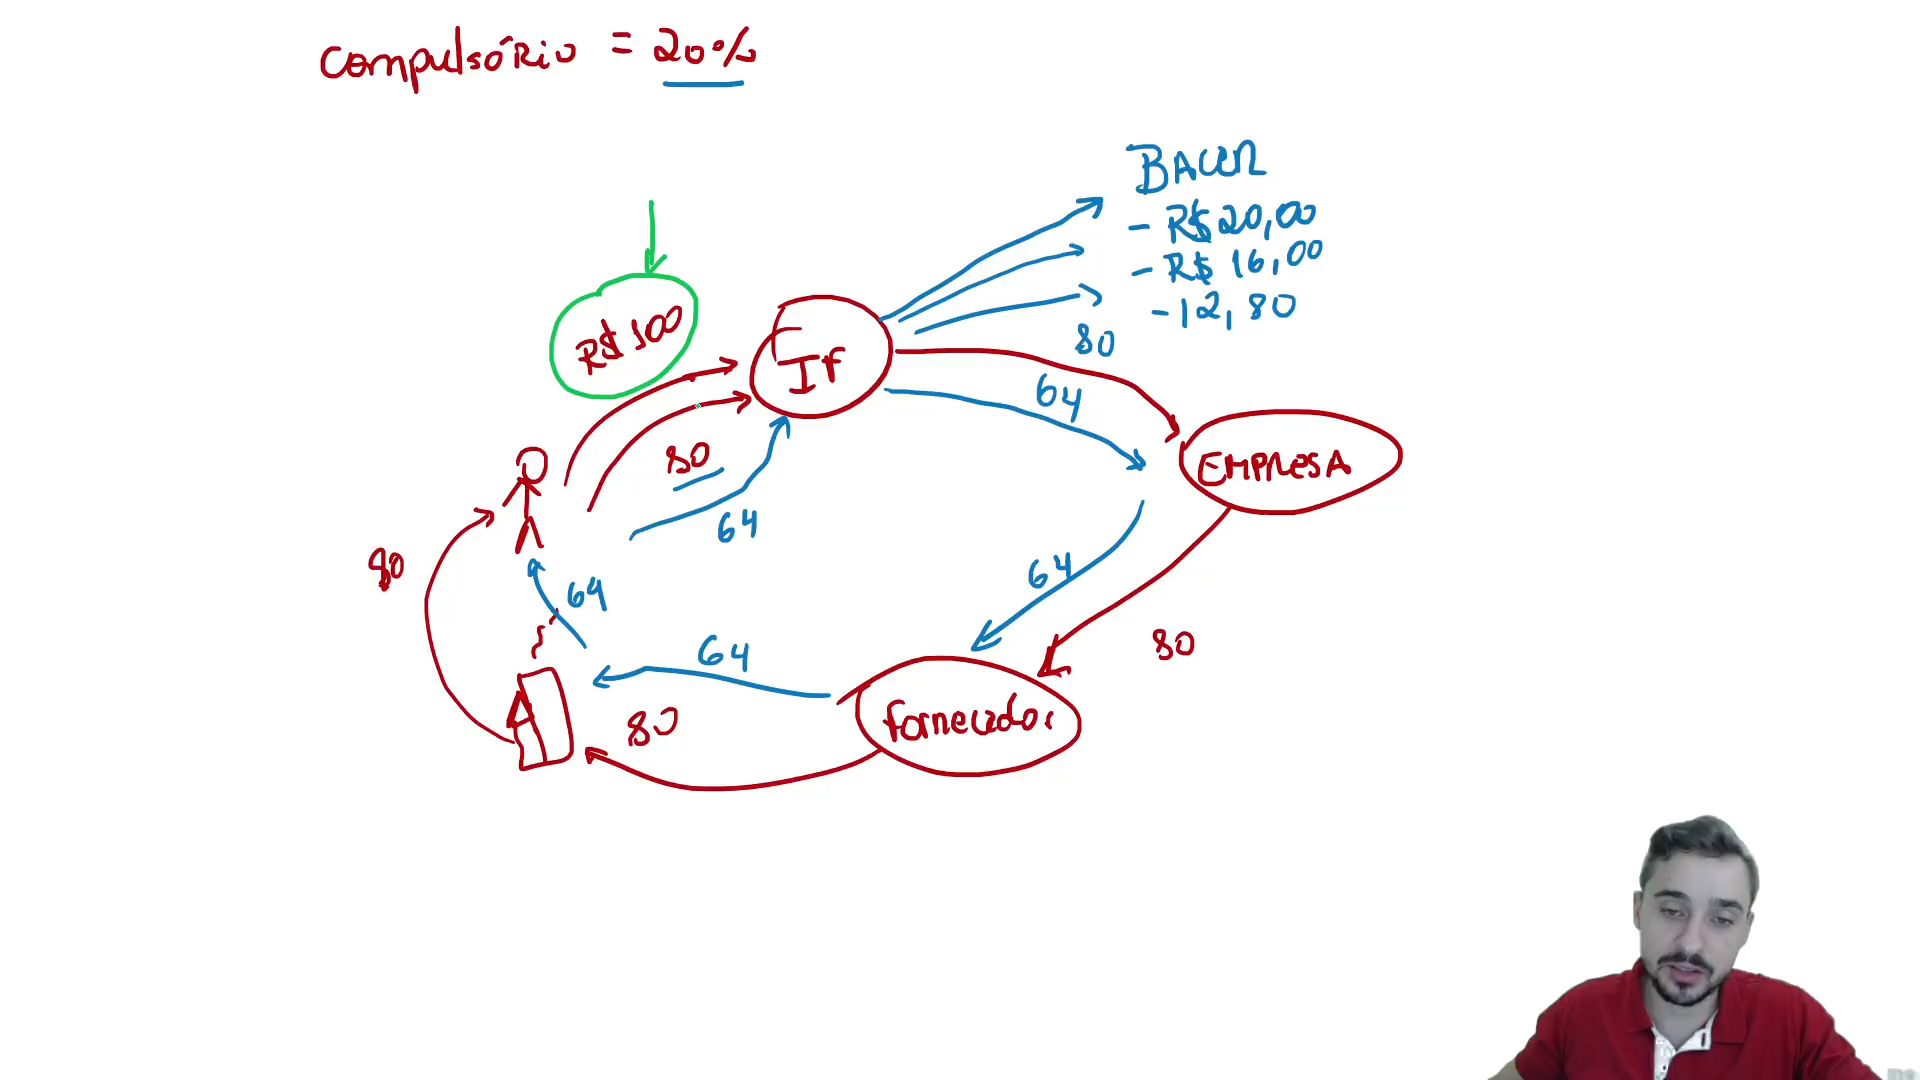 Compulsório = 20%
BACEN
- R$ 20,00
- R$ 16,00
- 12,80
R$ 100
IF
80
64
EMPRESA
80
64
64
80
64
64
80
80
Fornecedor